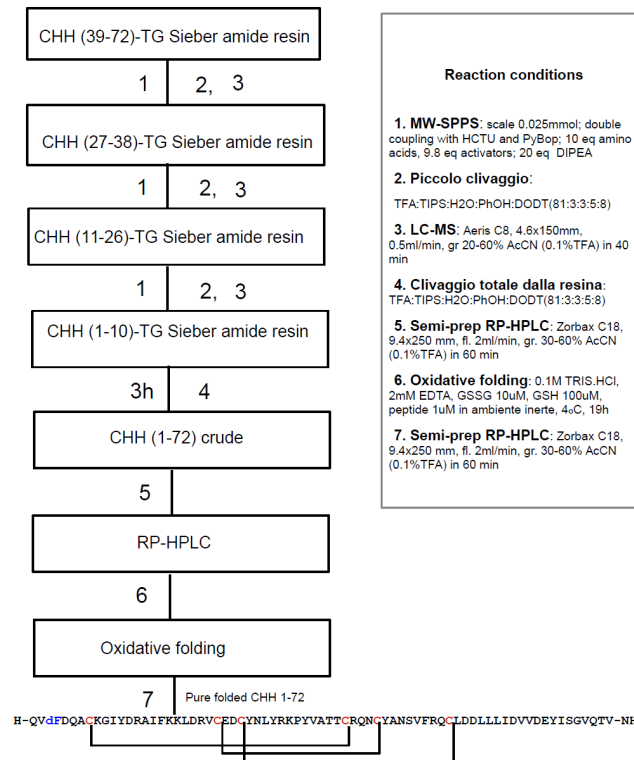 CHH (39-72)-TG Sieber amide resin
1 2, 3
CHH (27-38)-TG Sieber amide resin
1 2, 3
CHH (11-26)-TG Sieber amide resin
1 2, 3
CHH (1-10)-TG Sieber amide resin
3h 4
CHH (1-72) crude
5
RP-HPLC
6
Oxidative folding
7 Pure folded CHH 1-72
H-QVdFDQACKGIYDRAIFKKLDRVCEDCYNLYRKPYVATTCRQNCYANSVFRQCLDDLLLIDVVDEYISGVQTV-NH
Reaction conditions
1. MW-SPPS: scale 0.025mmol; double
coupling with HCTU and PyBop; 10 eq amino
acids, 9.8 eq activators; 20 eq DIPEA
2. Piccolo clivaggio:
TFA:TIPS:H2O:PhOH:DODT(81:3:3:5:8)
3. LC-MS: Aeris C8, 4.6x150mm,
0.5ml/min, gr 20-60% AcCN (0.1%TFA) in 40
min
4. Clivaggio totale dalla resina:
TFA:TIPS:H2O:PhOH:DODT(81:3:3:5:8)
5. Semi-prep RP-HPLC: Zorbax C18,
9.4x250 mm, fl. 2ml/min, gr. 30-60% AcCN
(0.1%TFA) in 60 min
6. Oxidative folding: 0.1M TRIS.HCl,
2mM EDTA, GSSG 10uM, GSH 100uM,
peptide 1uM in ambiente inerte, 4oC, 19h
7. Semi-prep RP-HPLC: Zorbax C18,
9.4x250 mm, fl. 2ml/min, gr. 30-60% AcCN
(0.1%TFA) in 60 min